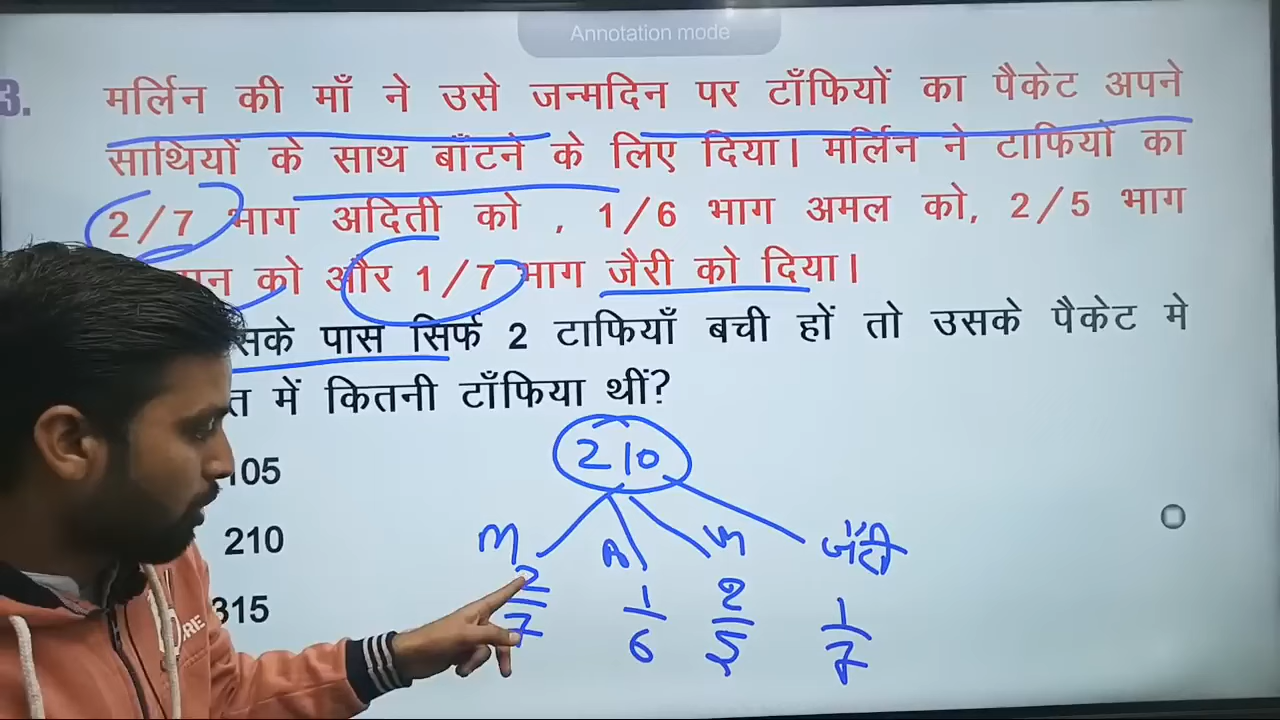 Annotation mode
3.
मर्लिन की माँ ने उसे जन्मदिन पर टाँफियों का पैकेट अपने
साथियों के साथ बाँटने के लिए दिया। मर्लिन ने टाफियों का
2/7 भाग अदिती को , 1/6 भाग अमल को, 2/5 भाग
को और 1/7 भाग जैरी को दिया।
पास सिर्फ 2 टाफियाँ बची हों तो उसके पैकेट मे
में कितनी टाँफिया थीं?
210
105
210
315
M A M जैरी
2/7 1/6 2/5 1/7